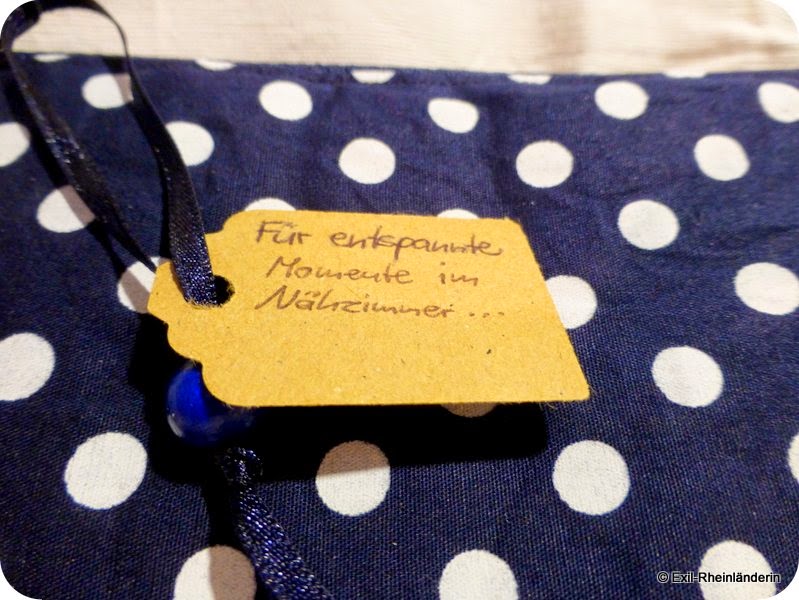 Für entspannte
Momente im
Nähzimmer...
© Exil-Rheinländerin